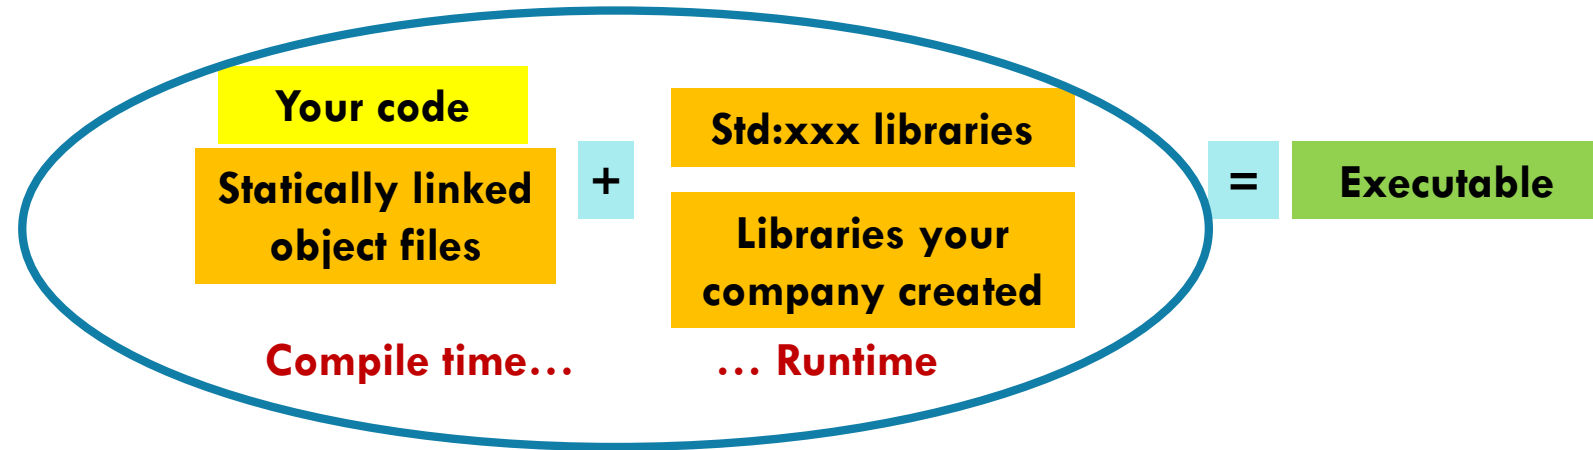 Your code
Statically linked
object files
+
Std:xxx libraries
Libraries your
company created
=
Executable
Compile time...
... Runtime